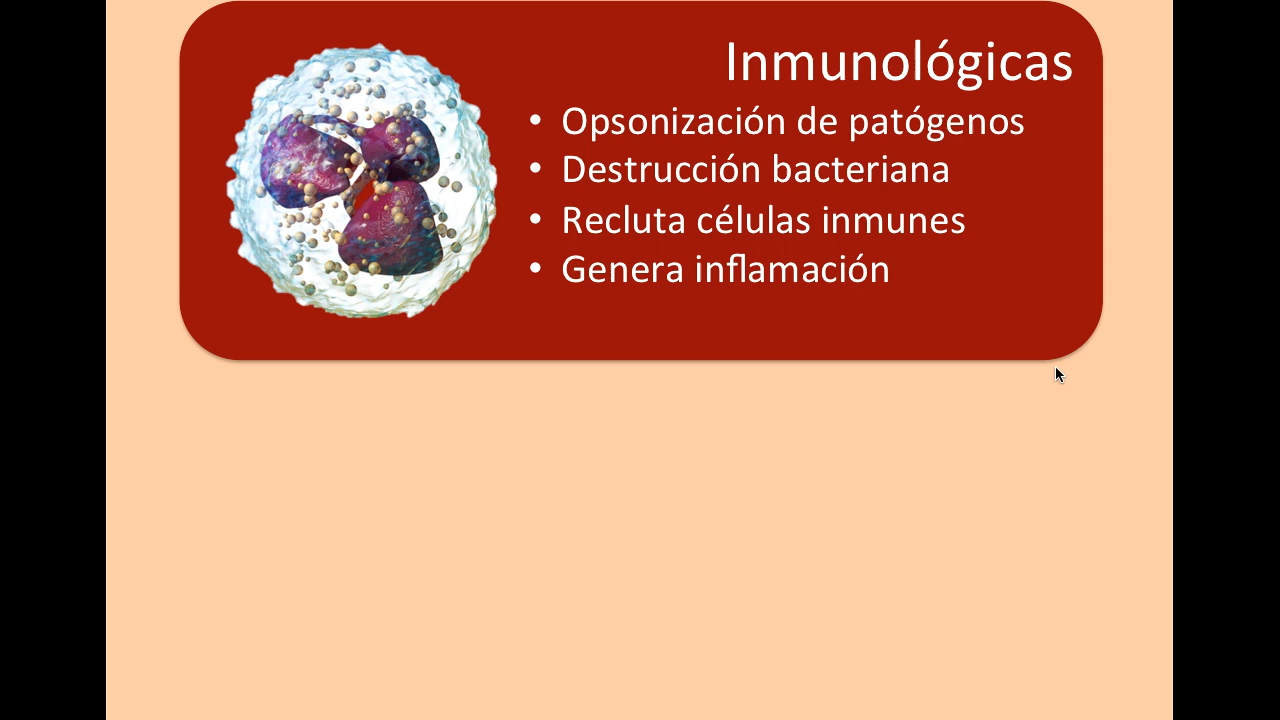 Inmunológicas
• Opsonización de patógenos
• Destrucción bacteriana
• Recluta células inmunes
• Genera inflamación